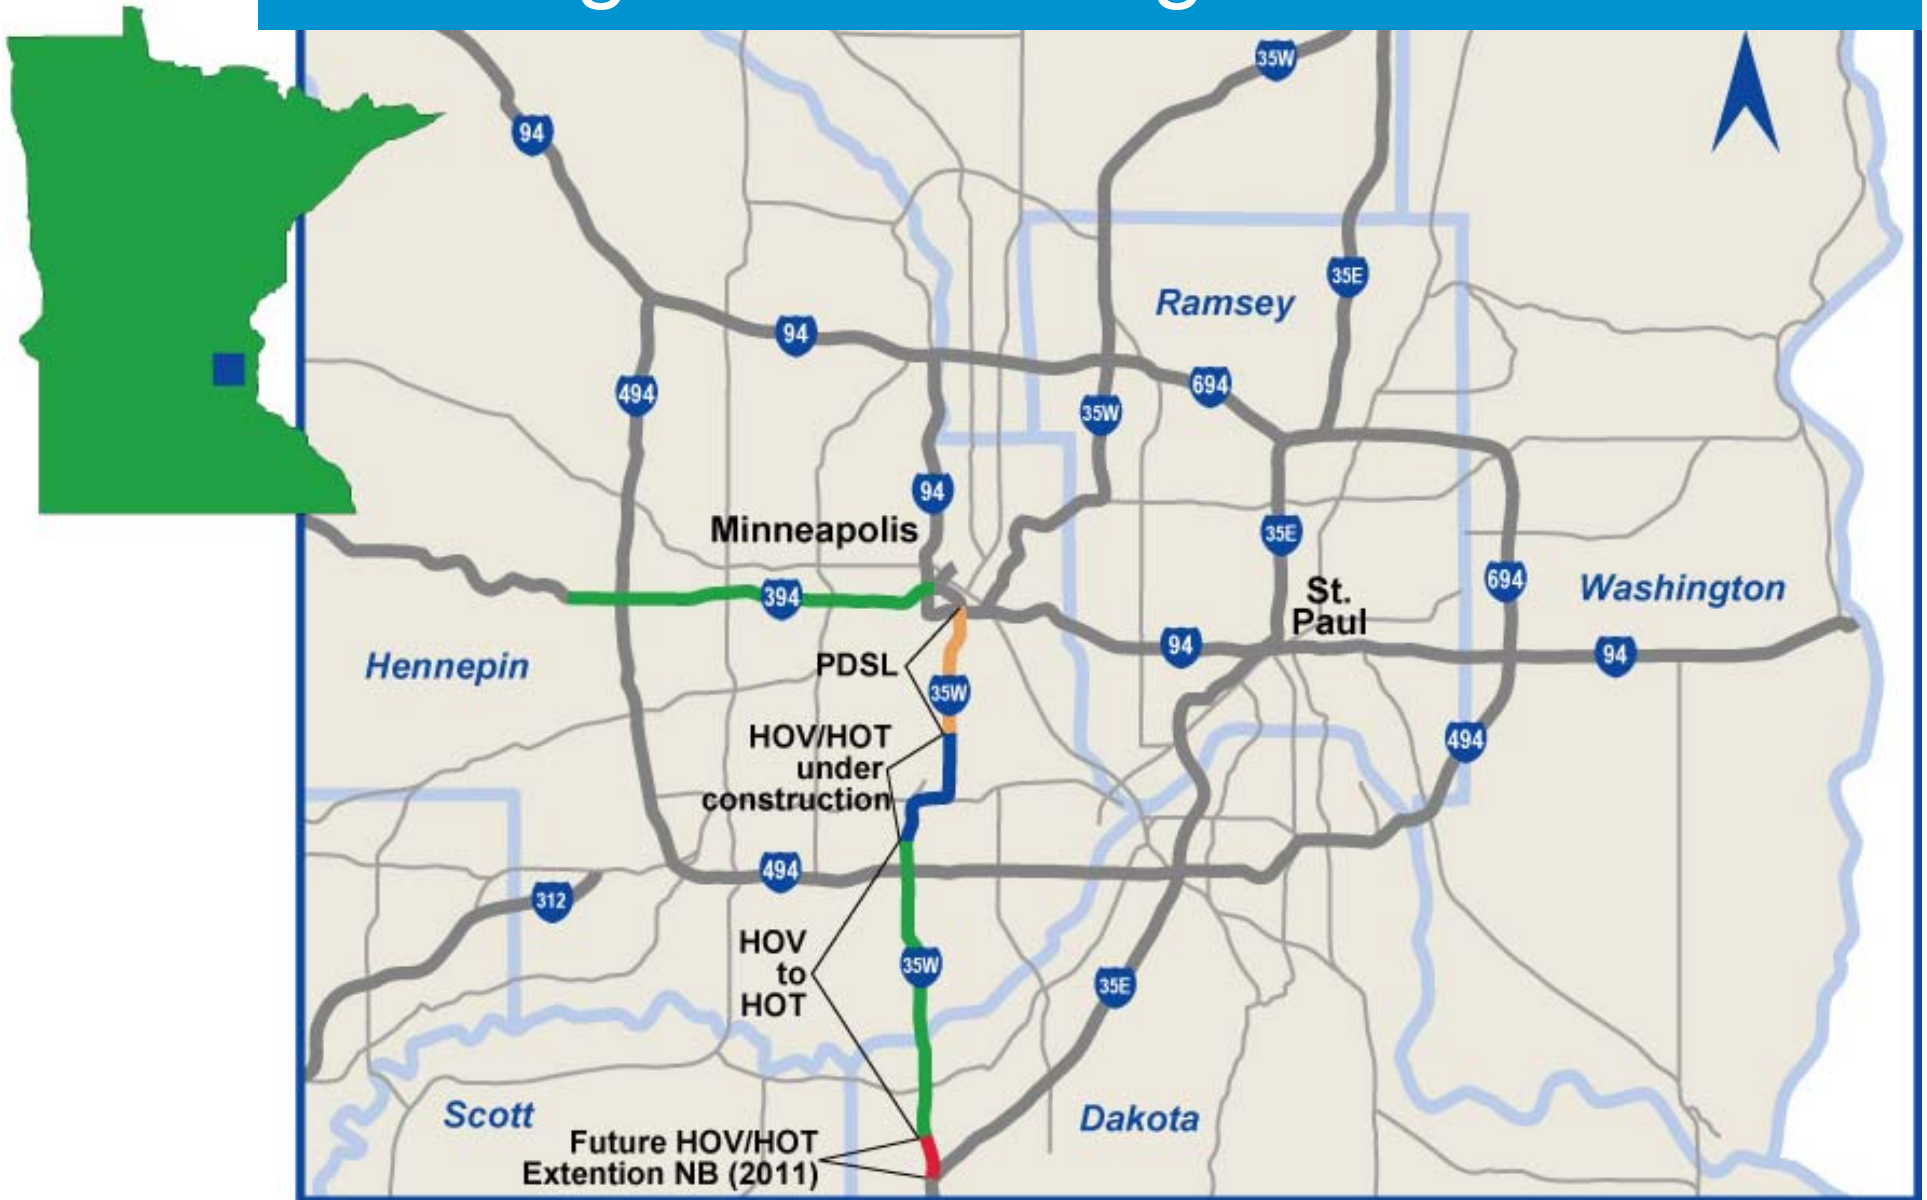 35W
94
35E
Ramsey
94
694
494
35W
94
Minneapolis
35E
694
St.
Paul
Washington
394
94
94
Hennepin
PDSL
35W
HOV/HOT
under
construction
494
494
312
HOV
to
HOT
35W
35E
Scott
Dakota
Future HOV/HOT
Extention NB (2011)